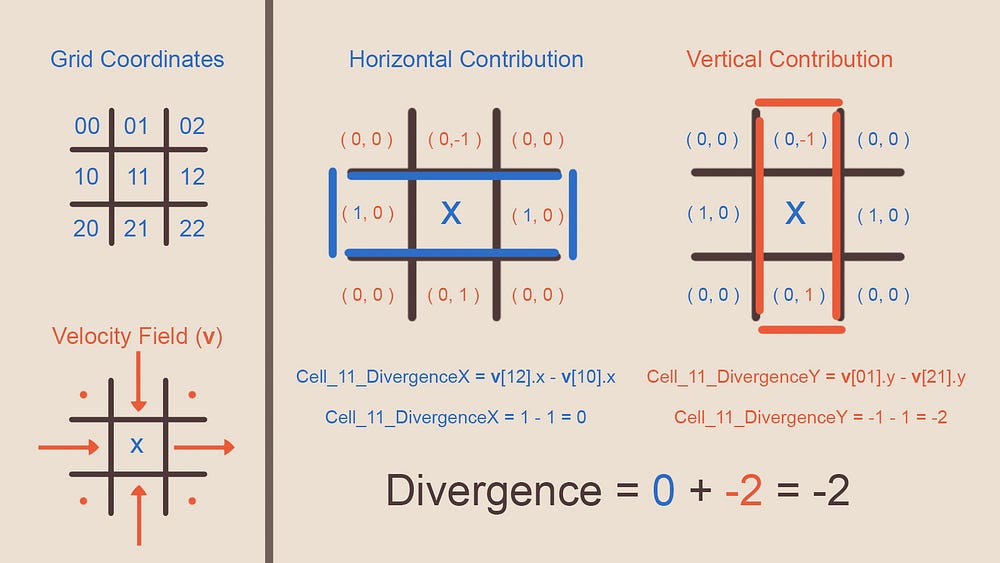 Grid Coordinates
00 01 02
10 11 12
20 21 22
Velocity Field (v)
X
Horizontal Contribution
( 0, 0 ) ( 0,-1 ) ( 0, 0 )
( 1, 0 ) X ( 1, 0 )
( 0, 0 ) ( 0, 1 ) ( 0, 0 )
Cell_11_DivergenceX = v[12].x - v[10].x
Cell_11_DivergenceX = 1 - 1 = 0
Vertical Contribution
( 0, 0 ) ( 0,-1 ) ( 0, 0 )
( 1, 0 ) X ( 1, 0 )
( 0, 0 ) ( 0, 1 ) ( 0, 0 )
Cell_11_DivergenceY = v[01].y - v[21].y
Cell_11_DivergenceY = -1 - 1 = -2
Divergence = 0 + -2 = -2